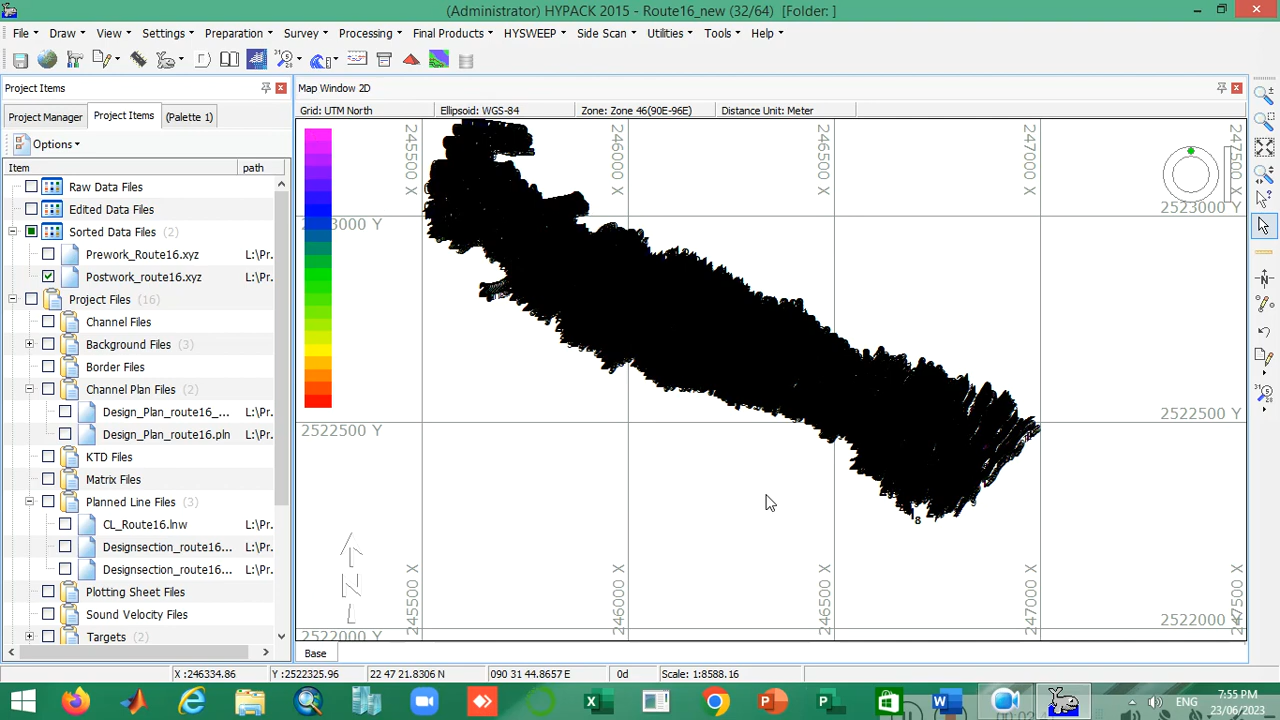 (Administrator) HYPACK 2015 - Route16_new (32/64) [Folder: ]
File Draw View Settings Preparation Survey Processing Final Products HYSWEEP Side Scan Utilities Tools Help
Project Items
Project Manager Project Items (Palette 1)
Options
Item path
Raw Data Files
Edited Data Files
Sorted Data Files (2)
Prework_Route16.xyz L:\Pr.
Postwork_route16.xyz L:\Pr.
Project Files (16)
Channel Files
Background Files (3)
Border Files
Channel Plan Files (2)
Design_Plan_route16_... L:\Pr.
Design_Plan_route16.pln L:\Pr.
KTD Files
Matrix Files
Planned Line Files (3)
CL_Route16.lnw L:\Pr.
Designsection_route16... L:\Pr.
Designsection_route16... L:\Pr.
Plotting Sheet Files
Sound Velocity Files
Targets (2)
Map Window 2D
Grid: UTM North Ellipsoid: WGS-84 Zone: Zone 46(90E-96E) Distance Unit: Meter
245500 X 246000 X 246500 X 247000 X 247500 X
3000 Y 2523000 Y
2522500 Y 2522500 Y
245500 X 246000 X 246500 X 247000 X 247500 X
2522000 Y 2522000 Y
Base
X :246334.86 Y :2522325.96 22 47 21.8306 N 090 31 44.8657 E 0d Scale: 1:8588.16
ENG
7:55 PM
23/06/2023